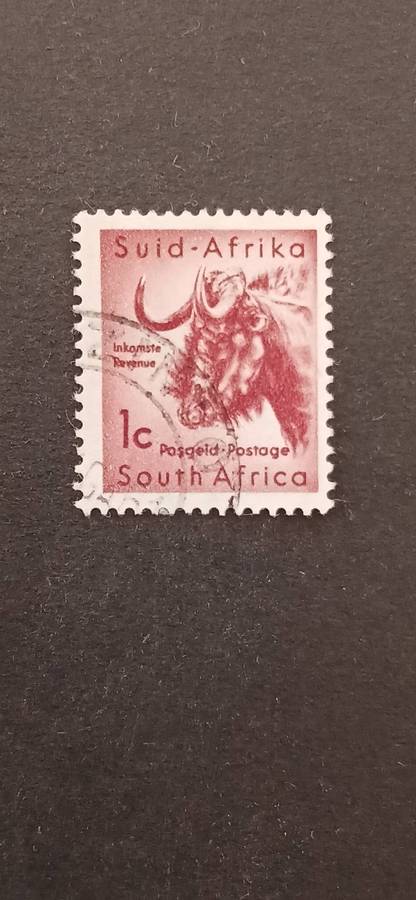 Suid-Afrika
Inkomste
Revenue
1c
Posgeld·Postage
South Africa